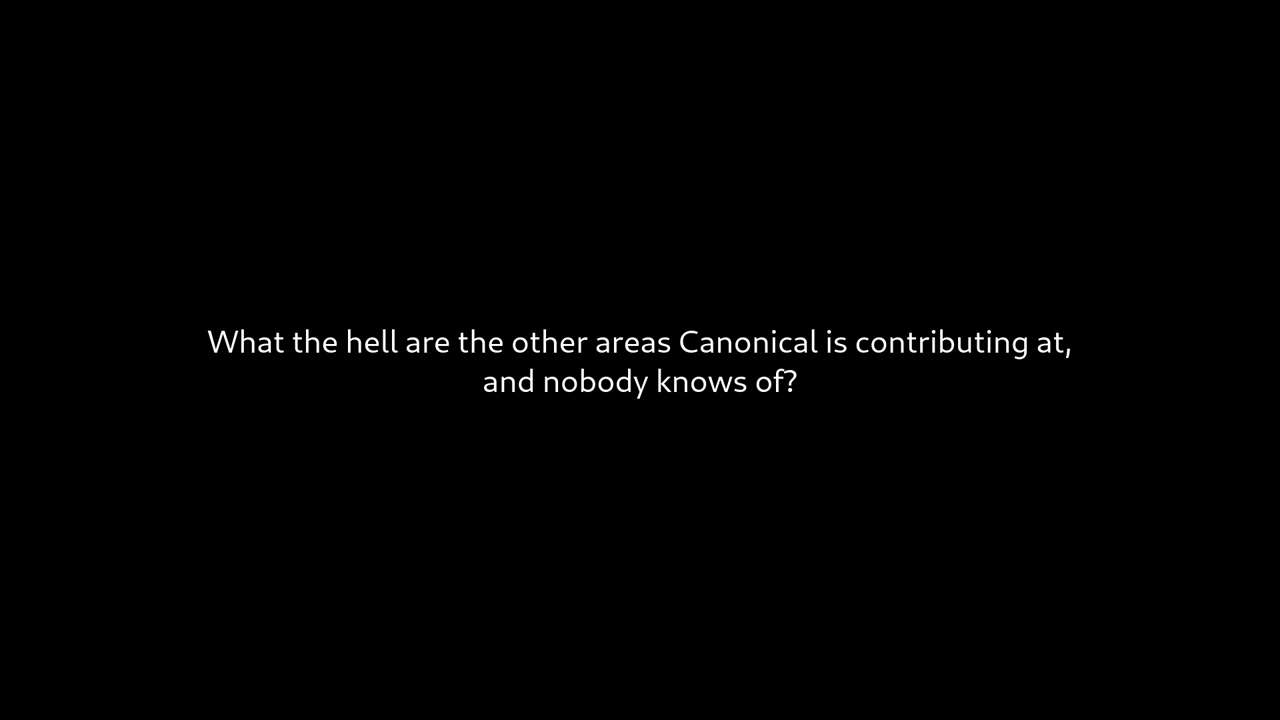 What the hell are the other areas Canonical is contributing at,
and nobody knows of?